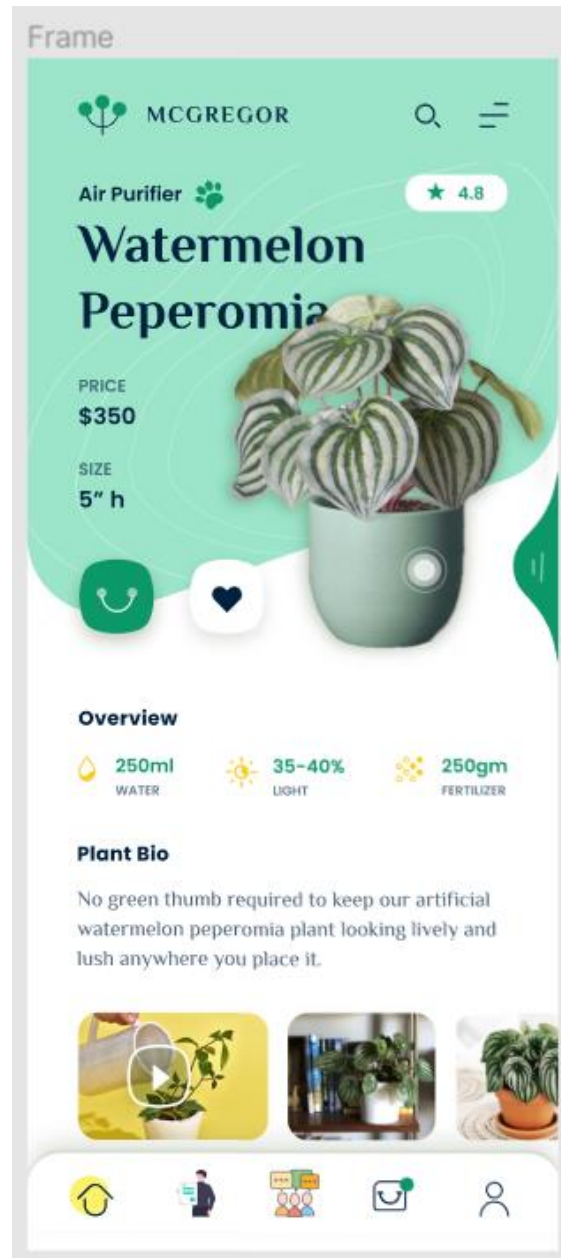 Frame
MCGREGOR
Air Purifier
4.8
Watermelon
Peperomia
PRICE
$350
SIZE
5” h
Overview
250ml
WATER
35-40%
LIGHT
250gm
FERTILIZER
Plant Bio
No green thumb required to keep our artificial
watermelon peperomia plant looking lively and
lush anywhere you place it.